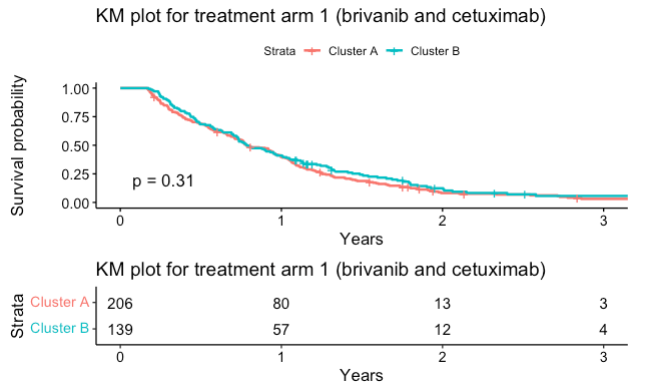 KM plot for treatment arm 1 (brivanib and cetuximab)
Strata Cluster A Cluster B
Survival probability
1.00
0.75
0.50
0.25
0.00
p = 0.31
0 1 2 3
Years
KM plot for treatment arm 1 (brivanib and cetuximab)
Strata
Cluster A 206 80 13 3
Cluster B 139 57 12 4
0 1 2 3
Years